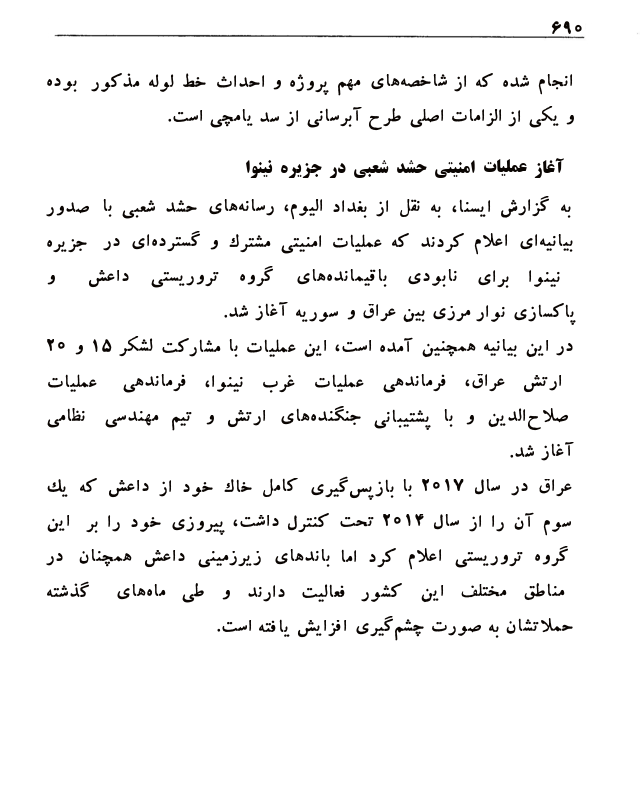 ۶۹۰
انجام شده که از شاخصه‌های مهم پروژه و احداث خط لوله مذکور بوده
و یکی از الزامات اصلی طرح آبرسانی از سد یامچی است.
آغاز عملیات امنیتی حشد شعبی در جزیره نینوا
به گزارش ایسنا، به نقل از بغداد الیوم، رسانه‌های حشد شعبی با صدور
بیانیه‌ای اعلام کردند که عملیات امنیتی مشترك و گسترده‌ای در جزیره
نینوا برای نابودی باقیمانده‌های گروه تروریستی داعش و
پاکسازی نوار مرزی بین عراق و سوریه آغاز شد.
در این بیانیه همچنین آمده است، این عملیات با مشارکت لشکر ۱۵ و ۲۰
ارتش عراق، فرماندهی عملیات غرب نینوا، فرماندهی عملیات
صلاح‌الدین و با پشتیبانی جنگنده‌های ارتش و تیم مهندسی نظامی
آغاز شد.
عراق در سال ۲۰۱۷ با بازپس‌گیری کامل خاك خود از داعش که یك
سوم آن را از سال ۲۰۱۴ تحت کنترل داشت، پیروزی خود را بر این
گروه تروریستی اعلام کرد اما باندهای زیرزمینی داعش همچنان در
مناطق مختلف این کشور فعالیت دارند و طی ماه‌های گذشته
حملاتشان به صورت چشم‌گیری افزایش یافته است.